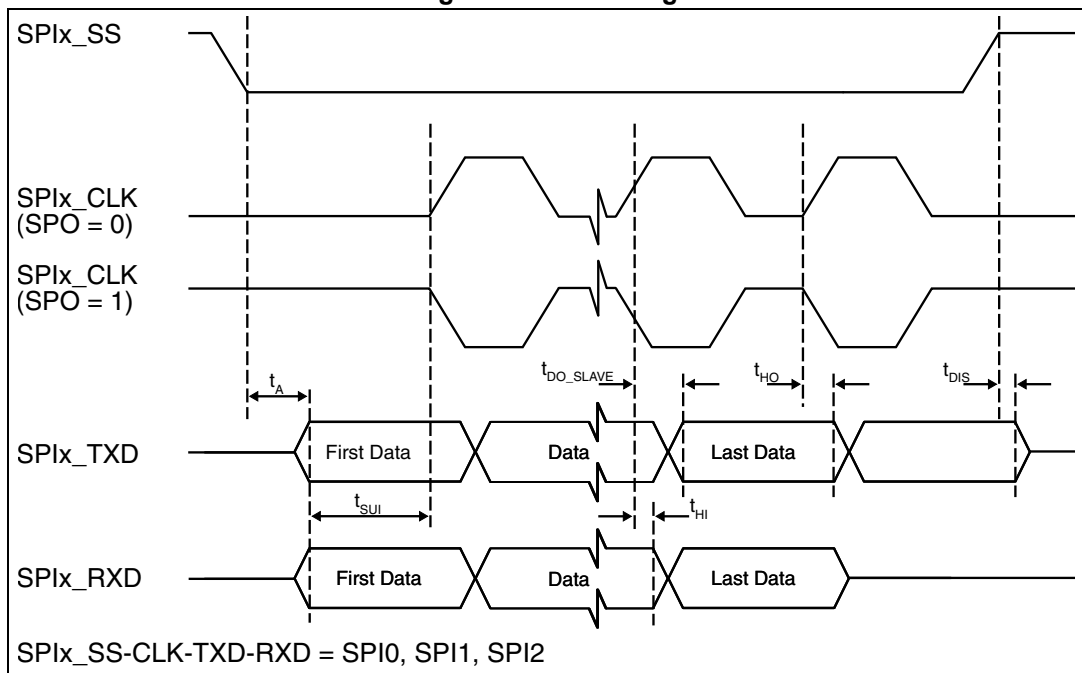 SPIx_SS
SPIx_CLK
(SPO = 0)
SPIx_CLK
(SPO = 1)
tA
tDO_SLAVE
tHO
tDIS
SPIx_TXD
First Data
Data
Last Data
tSUI
tHI
SPIx_RXD
First Data
Data
Last Data
SPIx_SS-CLK-TXD-RXD = SPI0, SPI1, SPI2